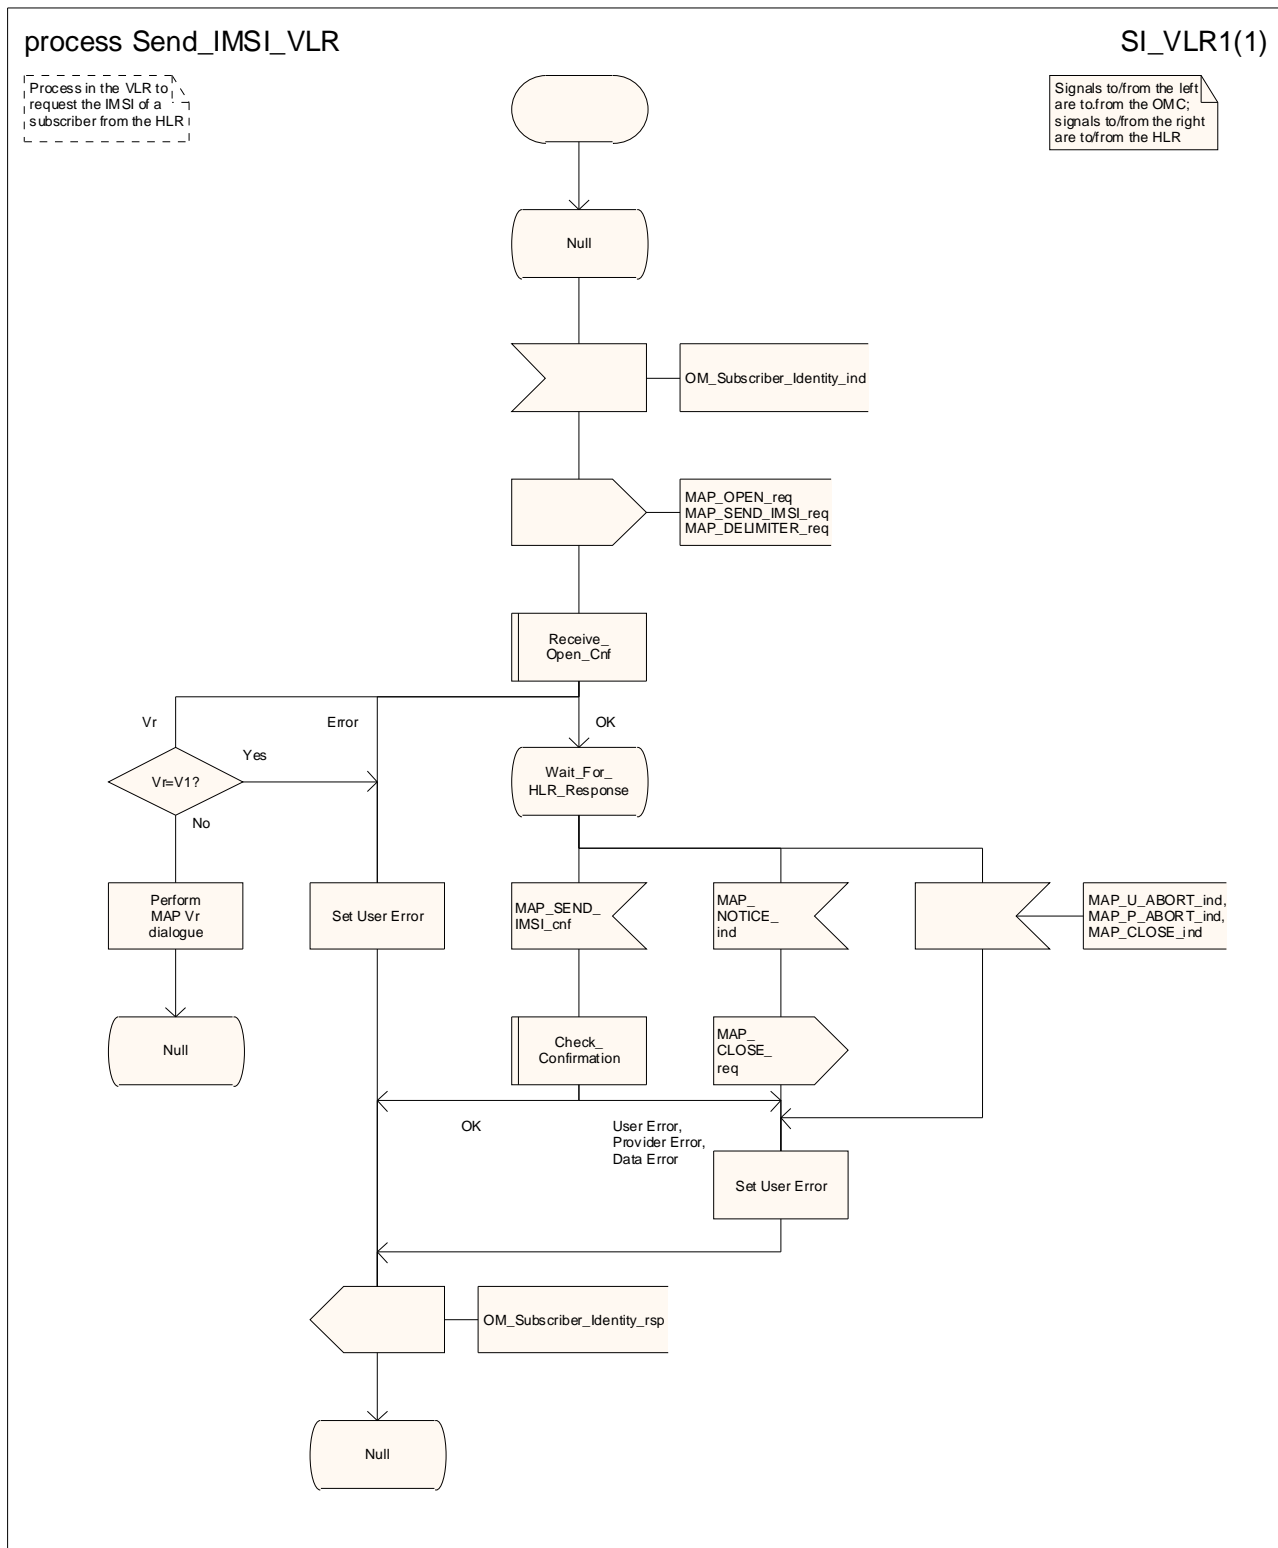 process Send_IMSI_VLR
SI_VLR1(1)
Process in the VLR to
request the IMSI of a
subscriber from the HLR
Signals to/from the left
are to.from the OMC;
signals to/from the right
are to/from the HLR
Null
OM_Subscriber_Identity_ind
MAP_OPEN_req
MAP_SEND_IMSI_req
MAP_DELIMITER_req
Receive_
Open_Cnf
Vr
Error
OK
Yes
Vr=V1?
Wait_For_
HLR_Response
No
Perform
MAP Vr
dialogue
Set User Error
MAP_SEND_
IMSI_cnf
MAP_
NOTICE_
ind
MAP_U_ABORT_ind,
MAP_P_ABORT_ind,
MAP_CLOSE_ind
Null
Check_
Confirmation
MAP_
CLOSE_
req
OK
User Error,
Provider Error,
Data Error
Set User Error
OM_Subscriber_Identity_rsp
Null